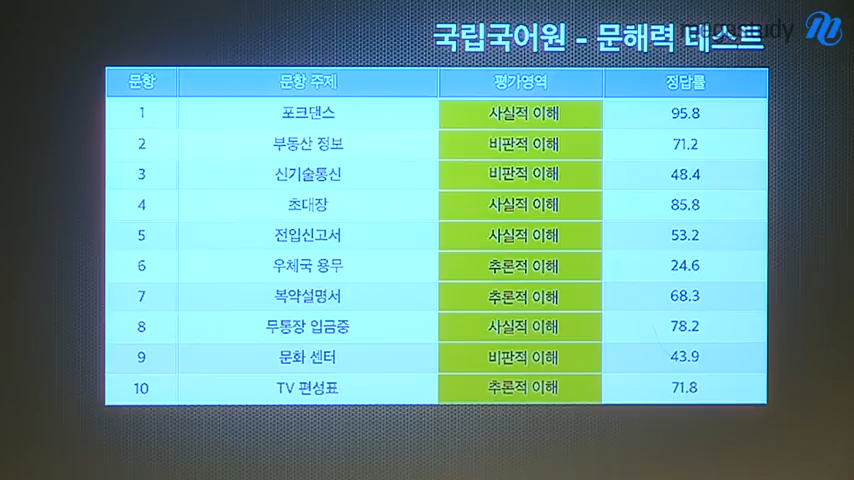 국립국어원 - 문해력 테스트
megastudy
문항 문항 주제 평가영역 정답률
1 포크댄스 사실적 이해 95.8
2 부동산 정보 비판적 이해 71.2
3 신기술통신 비판적 이해 48.4
4 초대장 사실적 이해 85.8
5 전입신고서 사실적 이해 53.2
6 우체국 용무 추론적 이해 24.6
7 복약설명서 추론적 이해 68.3
8 무통장 입금증 사실적 이해 78.2
9 문화 센터 비판적 이해 43.9
10 TV 편성표 추론적 이해 71.8